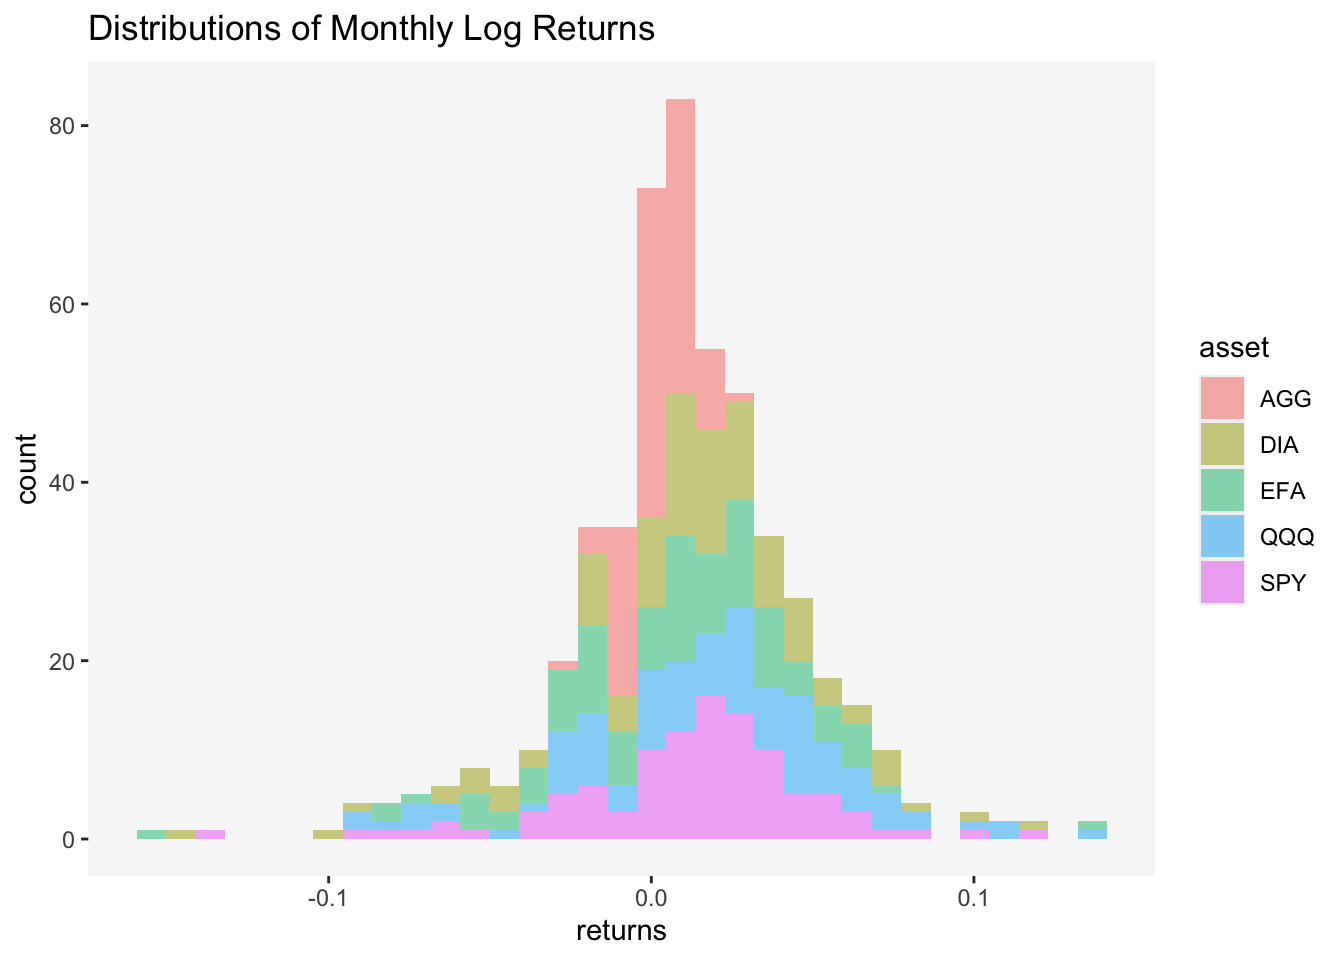 Distributions of Monthly Log Returns
80
60
40
20
0
count
-0.1
0.0
0.1
returns
asset
AGG
DIA
EFA
QQQ
SPY